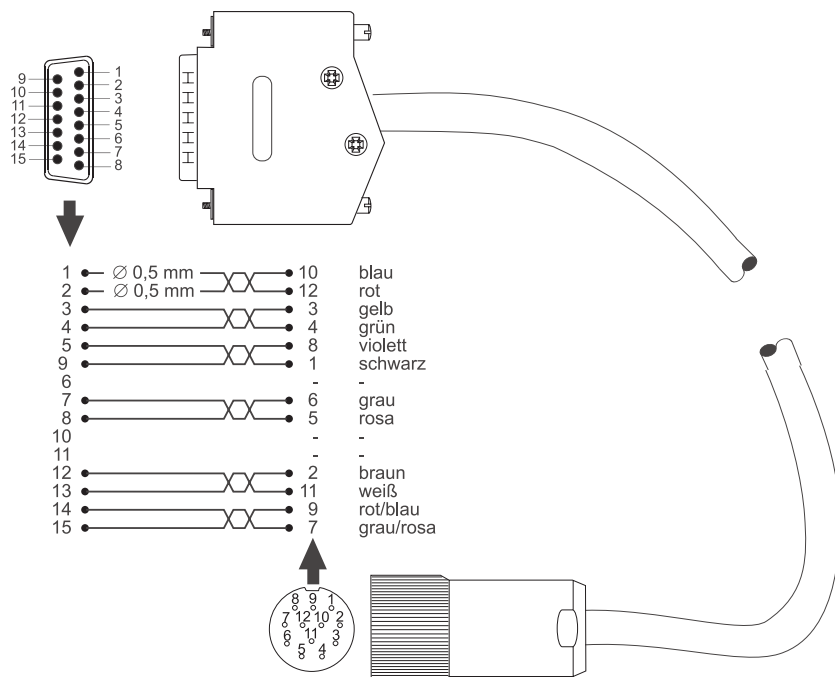 1
9 2
10 3
11 4
12 5
13 6
14 7
15 8
1 Ø 0,5 mm 10 blau
2 Ø 0,5 mm 12 rot
3 3 gelb
4 4 grün
5 8 violett
9 1 schwarz
6 - -
7 6 grau
8 5 rosa
10 - -
11 - -
12 2 braun
13 11 weiß
14 9 rot/blau
15 7 grau/rosa
8 9 1
7 12 10 2
6 11 3
5 4